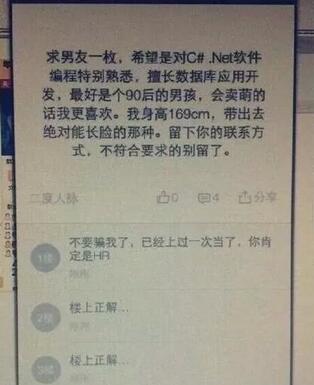 求男友一枚，希望是对C# .Net软件
编程特别熟悉，擅长数据库应用开
发，最好是个90后的男孩，会卖萌的
话我更喜欢。我身高169cm，带出去
绝对能长脸的那种。留下你的联系方
式，不符合要求的别留了。
二度人脉 0 4 分享
不要骗我了，已经上过一次当了，你肯
定是HR
1楼
刚刚
楼上正解...
2楼
刚刚
楼上正解...
3楼
刚刚